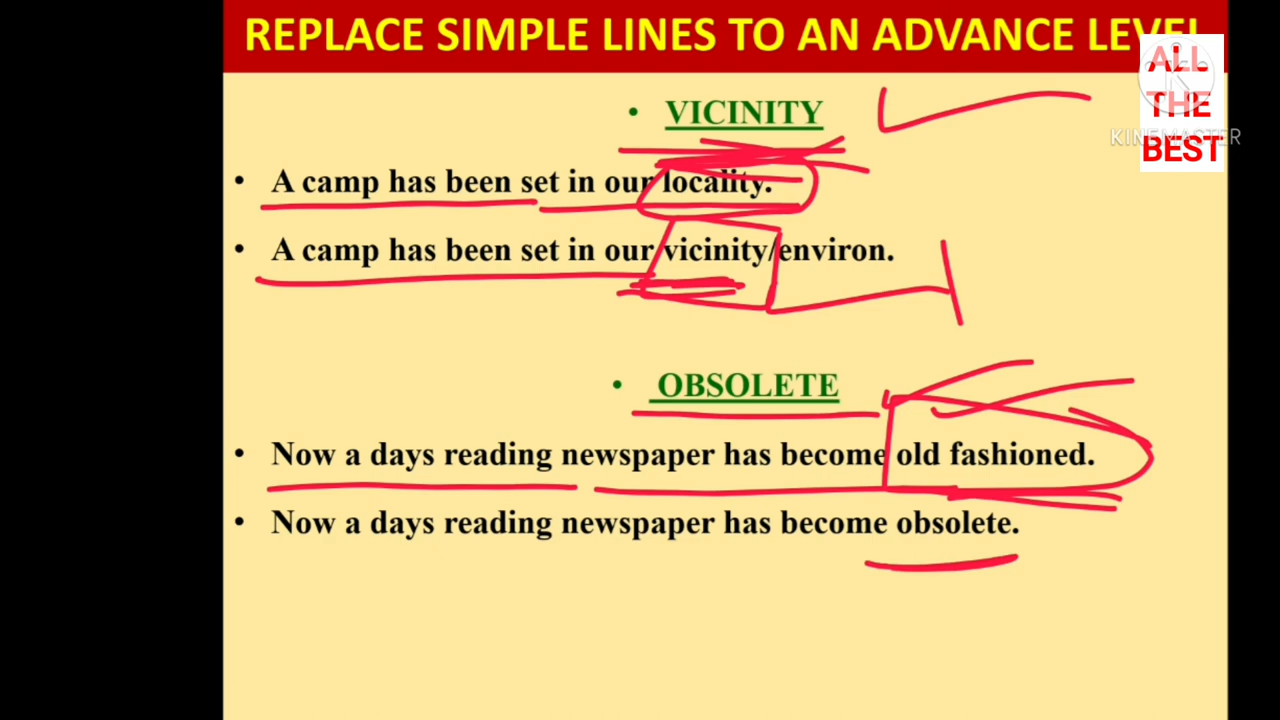 REPLACE SIMPLE LINES TO AN ADVANCE LEVEL
ALL
THE
BEST
KINEMASTER
• VICINITY
• A camp has been set in our locality.
• A camp has been set in our vicinity/environ.
• OBSOLETE
• Now a days reading newspaper has become old fashioned.
• Now a days reading newspaper has become obsolete.